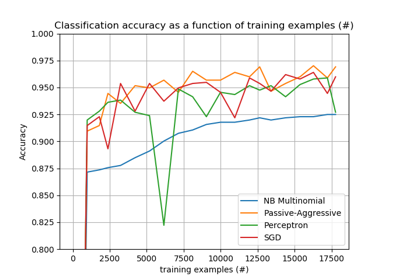 Classification accuracy as a function of training examples (#)
1.000
0.975
0.950
0.925
0.900
0.875
0.850
0.825
0.800
Accuracy
NB Multinomial
Passive-Aggressive
Perceptron
SGD
0 2500 5000 7500 10000 12500 15000 17500
training examples (#)